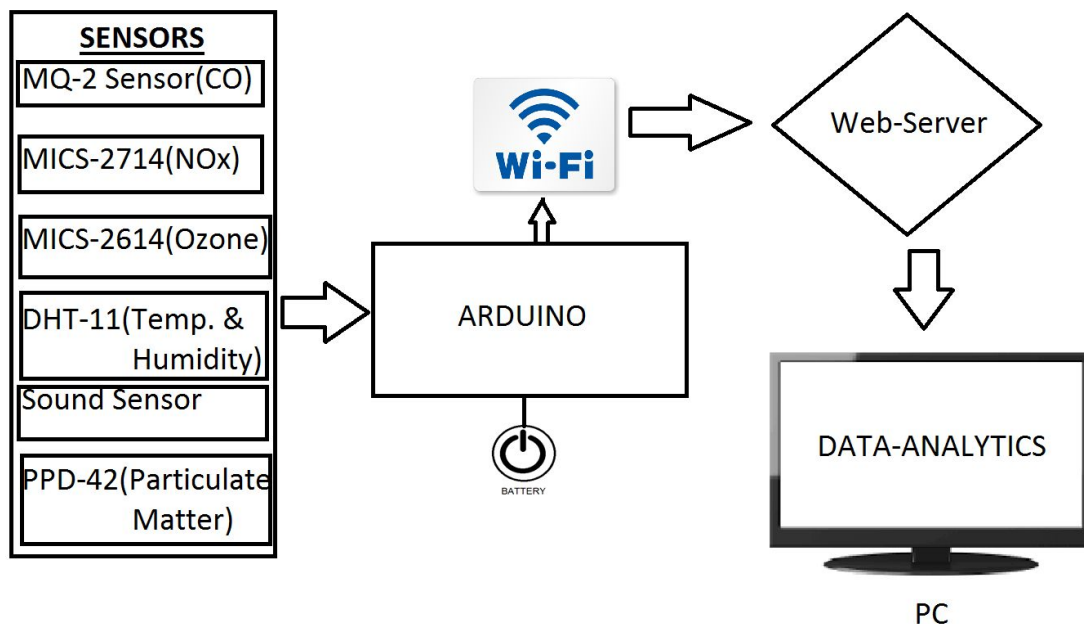 SENSORS
MQ-2 Sensor(CO)
MICS-2714(NOx)
MICS-2614(Ozone)
DHT-11(Temp. &
Humidity)
Sound Sensor
PPD-42(Particulate
Matter)
Wi-Fi
ARDUINO
BATTERY
Web-Server
DATA-ANALYTICS
PC